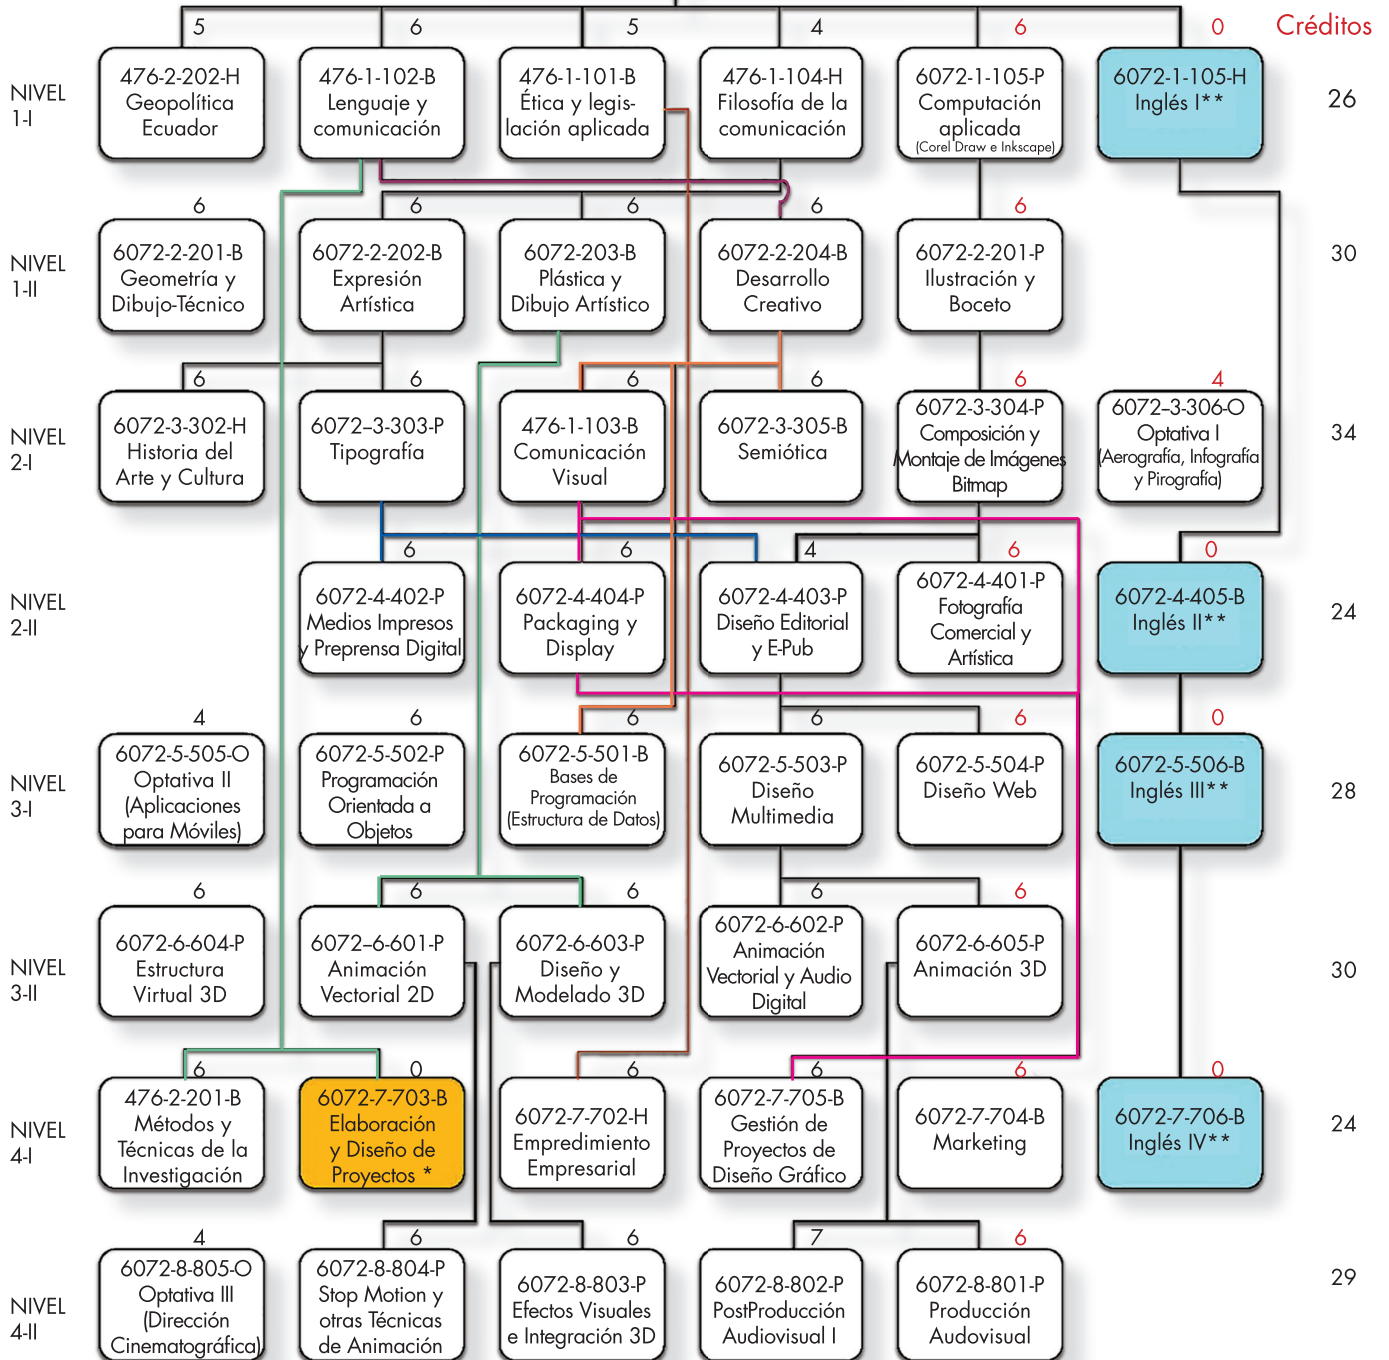 5 6 5 4 6 0 Créditos
NIVEL
1-I
476-2-202-H
Geopolítica
Ecuador
476-1-102-B
Lenguaje y
comunicación
476-1-101-B
Ética y legis-
lación aplicada
476-1-104-H
Filosofía de la
comunicación
6072-1-105-P
Computación
aplicada
(Corel Draw e Inkscape)
6072-1-105-H
Inglés I**
26
6 6 6 6 6
NIVEL
1-II
6072-2-201-B
Geometría y
Dibujo-Técnico
6072-2-202-B
Expresión
Artística
6072-203-B
Plástica y
Dibujo Artístico
6072-2-204-B
Desarrollo
Creativo
6072-2-201-P
Ilustración y
Boceto
30
6 6 6 6 6 4
NIVEL
2-I
6072-3-302-H
Historia del
Arte y Cultura
6072-3-303-P
Tipografía
476-1-103-B
Comunicación
Visual
6072-3-305-B
Semiótica
6072-3-304-P
Composición y
Montaje de Imágenes
Bitmap
6072-3-306-O
Optativa I
(Aerografía, Infografía
y Pirografía)
34
6 6 4 6 0
NIVEL
2-II
6072-4-402-P
Medios Impresos
y Preprensa Digital
6072-4-404-P
Packaging y
Display
6072-4-403-P
Diseño Editorial
y E-Pub
6072-4-401-P
Fotografía
Comercial y
Artística
6072-4-405-B
Inglés II**
24
4 6 6 6 6 0
NIVEL
3-I
6072-5-505-O
Optativa II
(Aplicaciones
para Móviles)
6072-5-502-P
Programación
Orientada a
Objetos
6072-5-501-B
Bases de
Programación
(Estructura de Datos)
6072-5-503-P
Diseño
Multimedia
6072-5-504-P
Diseño Web
6072-5-506-B
Inglés III**
28
6 6 6 6 6
NIVEL
3-II
6072-6-604-P
Estructura
Virtual 3D
6072-6-601-P
Animación
Vectorial 2D
6072-6-603-P
Diseño y
Modelado 3D
6072-6-602-P
Animación
Vectorial y Audio
Digital
6072-6-605-P
Animación 3D
30
6 0 6 6 6 0
NIVEL
4-I
476-2-201-B
Métodos y
Técnicas de la
Investigación
6072-7-703-B
Elaboración
y Diseño de
Proyectos *
6072-7-702-H
Empredimiento
Empresarial
6072-7-705-B
Gestión de
Proyectos de
Diseño Gráfico
6072-7-704-B
Marketing
6072-7-706-B
Inglés IV**
24
4 6 6 7 6
NIVEL
4-II
6072-8-805-O
Optativa III
(Dirección
Cinematográfica)
6072-8-804-P
Stop Motion y
otras Técnicas
de Animación
6072-8-803-P
Efectos Visuales
e Integración 3D
6072-8-802-P
PostProducción
Audiovisual I
6072-8-801-P
Producción
Audovisual
29